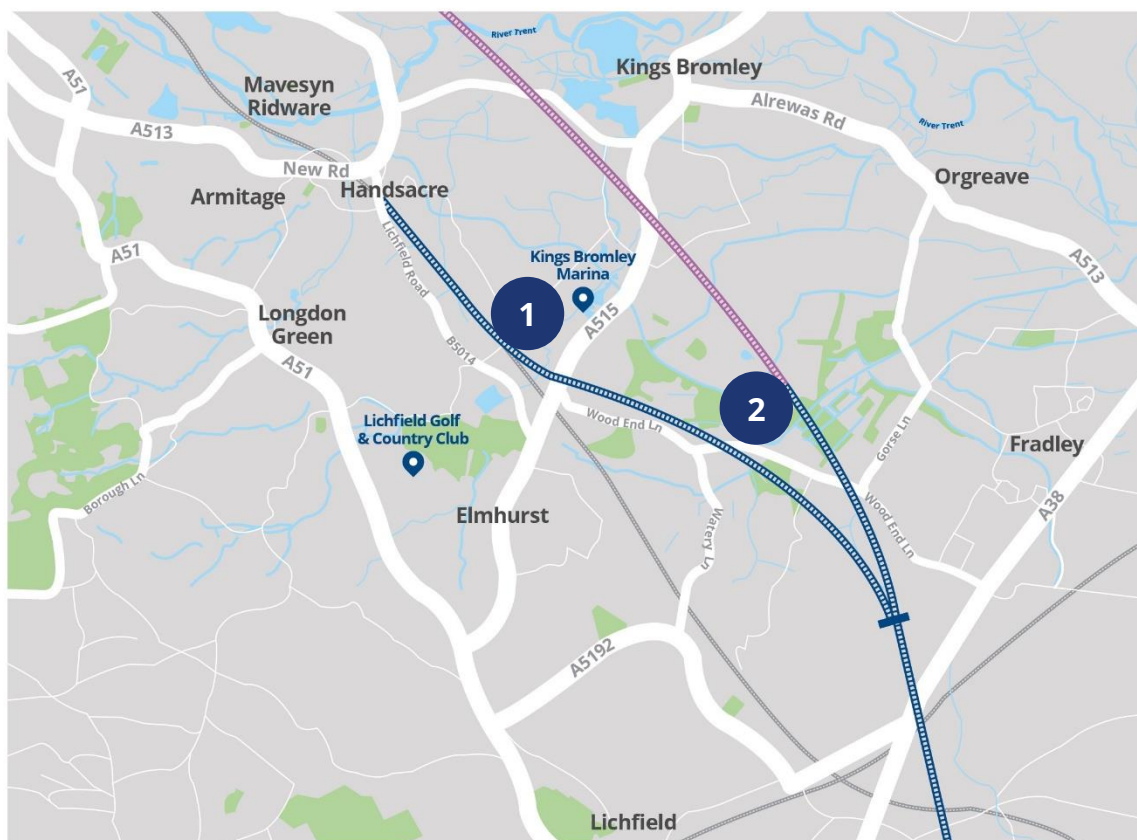 River Trent
Kings Bromley
A51
Mavesyn
Ridware
Alrewas Rd
A513
River Trent
New Rd
Orgreave
Armitage
Handsacre
Lichfield Road
A51
Kings Bromley
Marina
A513
1
A515
Longdon
Green
B5014
A51
2
Wood End Ln
Lichfield Golf
& Country Club
Gorse Ln
Fradley
Borough Ln
A38
Elmhurst
Wood End Ln
Watery Ln
A5192
Lichfield